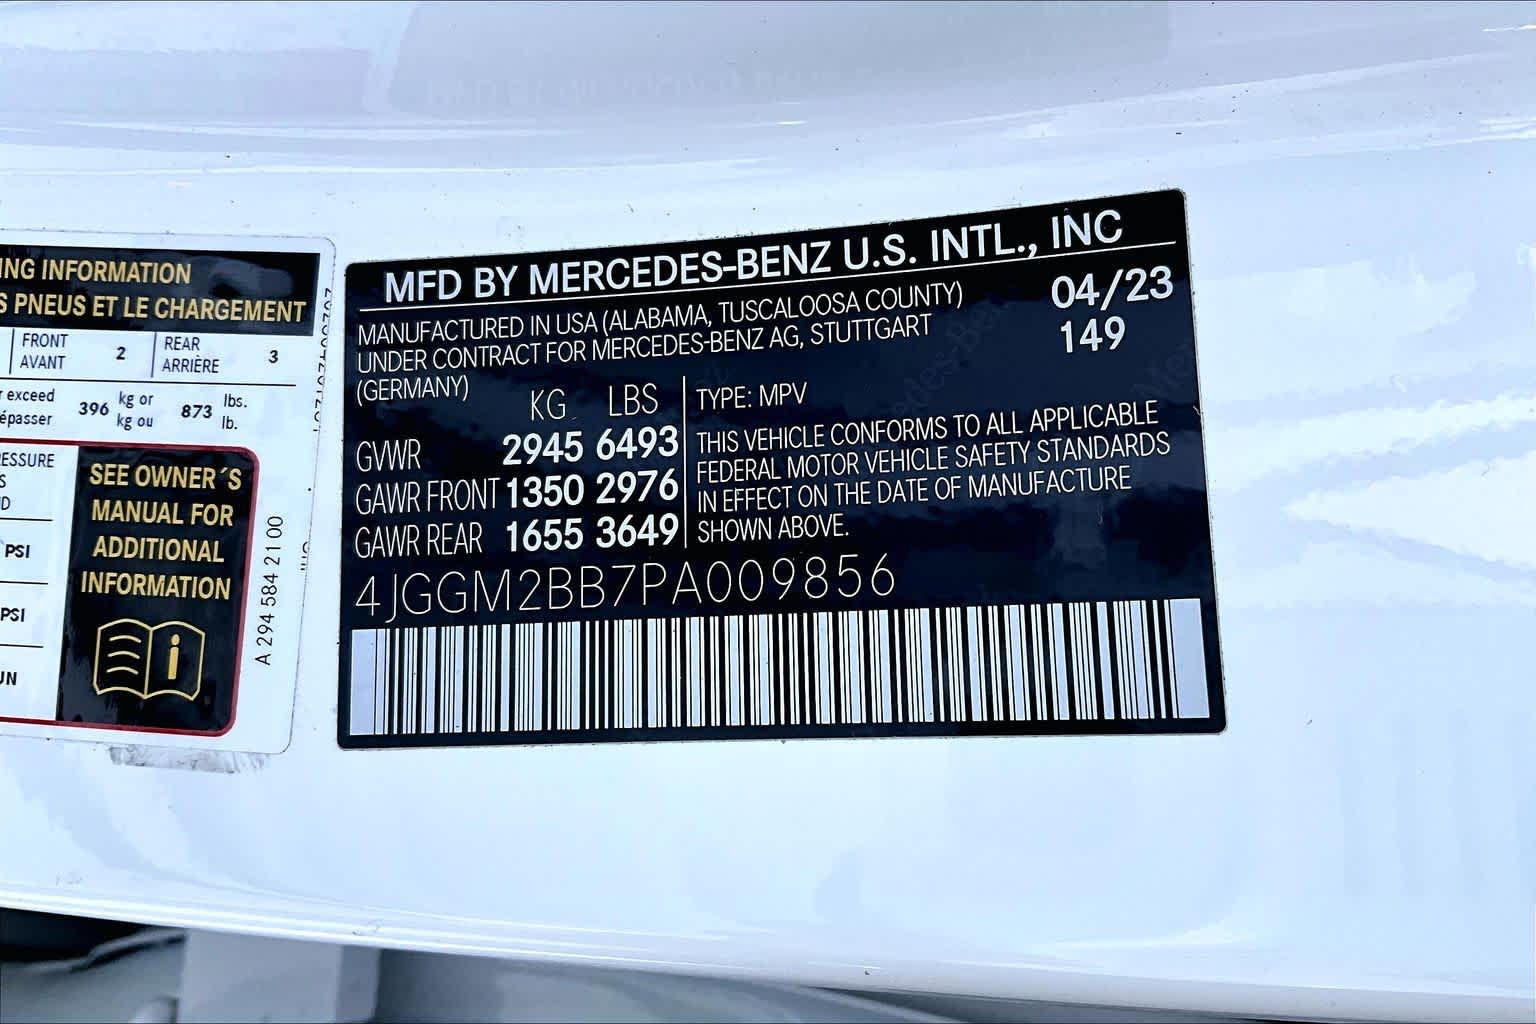 ING INFORMATION
S PNEUS ET LE CHARGEMENT
FRONT
AVANT
2
REAR
ARRIÈRE
3
exceed
épasser
396
kg or
kg ou
873
lbs.
lb.
ESSURE
S
D
PSI
PSI
UN
SEE OWNER´S
MANUAL FOR
ADDITIONAL
INFORMATION
A 294 584 21 00
MFD BY MERCEDES-BENZ U.S. INTL., INC
MANUFACTURED IN USA (ALABAMA, TUSCALOOSA COUNTY)
UNDER CONTRACT FOR MERCEDES-BENZ AG, STUTTGART
(GERMANY)
04/23
149
KG LBS
GVWR 2945 6493
GAWR FRONT 1350 2976
GAWR REAR 1655 3649
TYPE: MPV
THIS VEHICLE CONFORMS TO ALL APPLICABLE
FEDERAL MOTOR VEHICLE SAFETY STANDARDS
IN EFFECT ON THE DATE OF MANUFACTURE
SHOWN ABOVE.
4JGGM2BB7PA009856